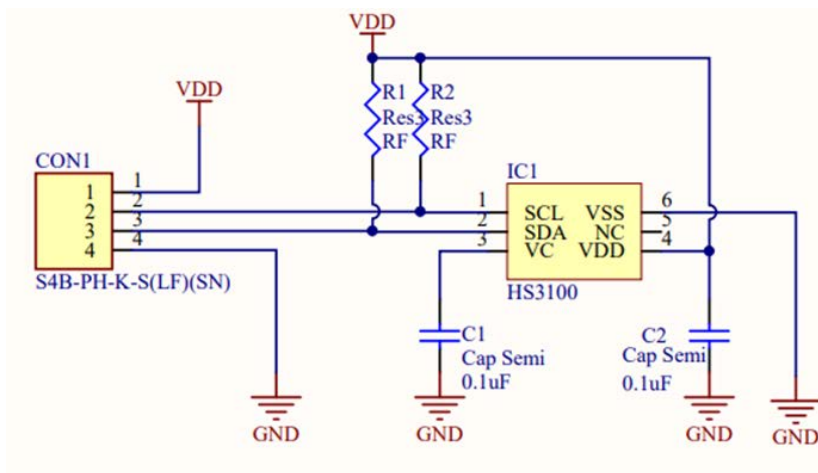 VDD
VDD
R1 R2
Res3 Res3
RF RF
CON1
1 1
2 2
3 3
4 4
S4B-PH-K-S(LF)(SN)
IC1
1 SCL VSS 6
2 SDA NC 5
3 VC VDD 4
HS3100
C1
Cap Semi
0.1uF
C2
Cap Semi
0.1uF
GND
GND
GND
GND